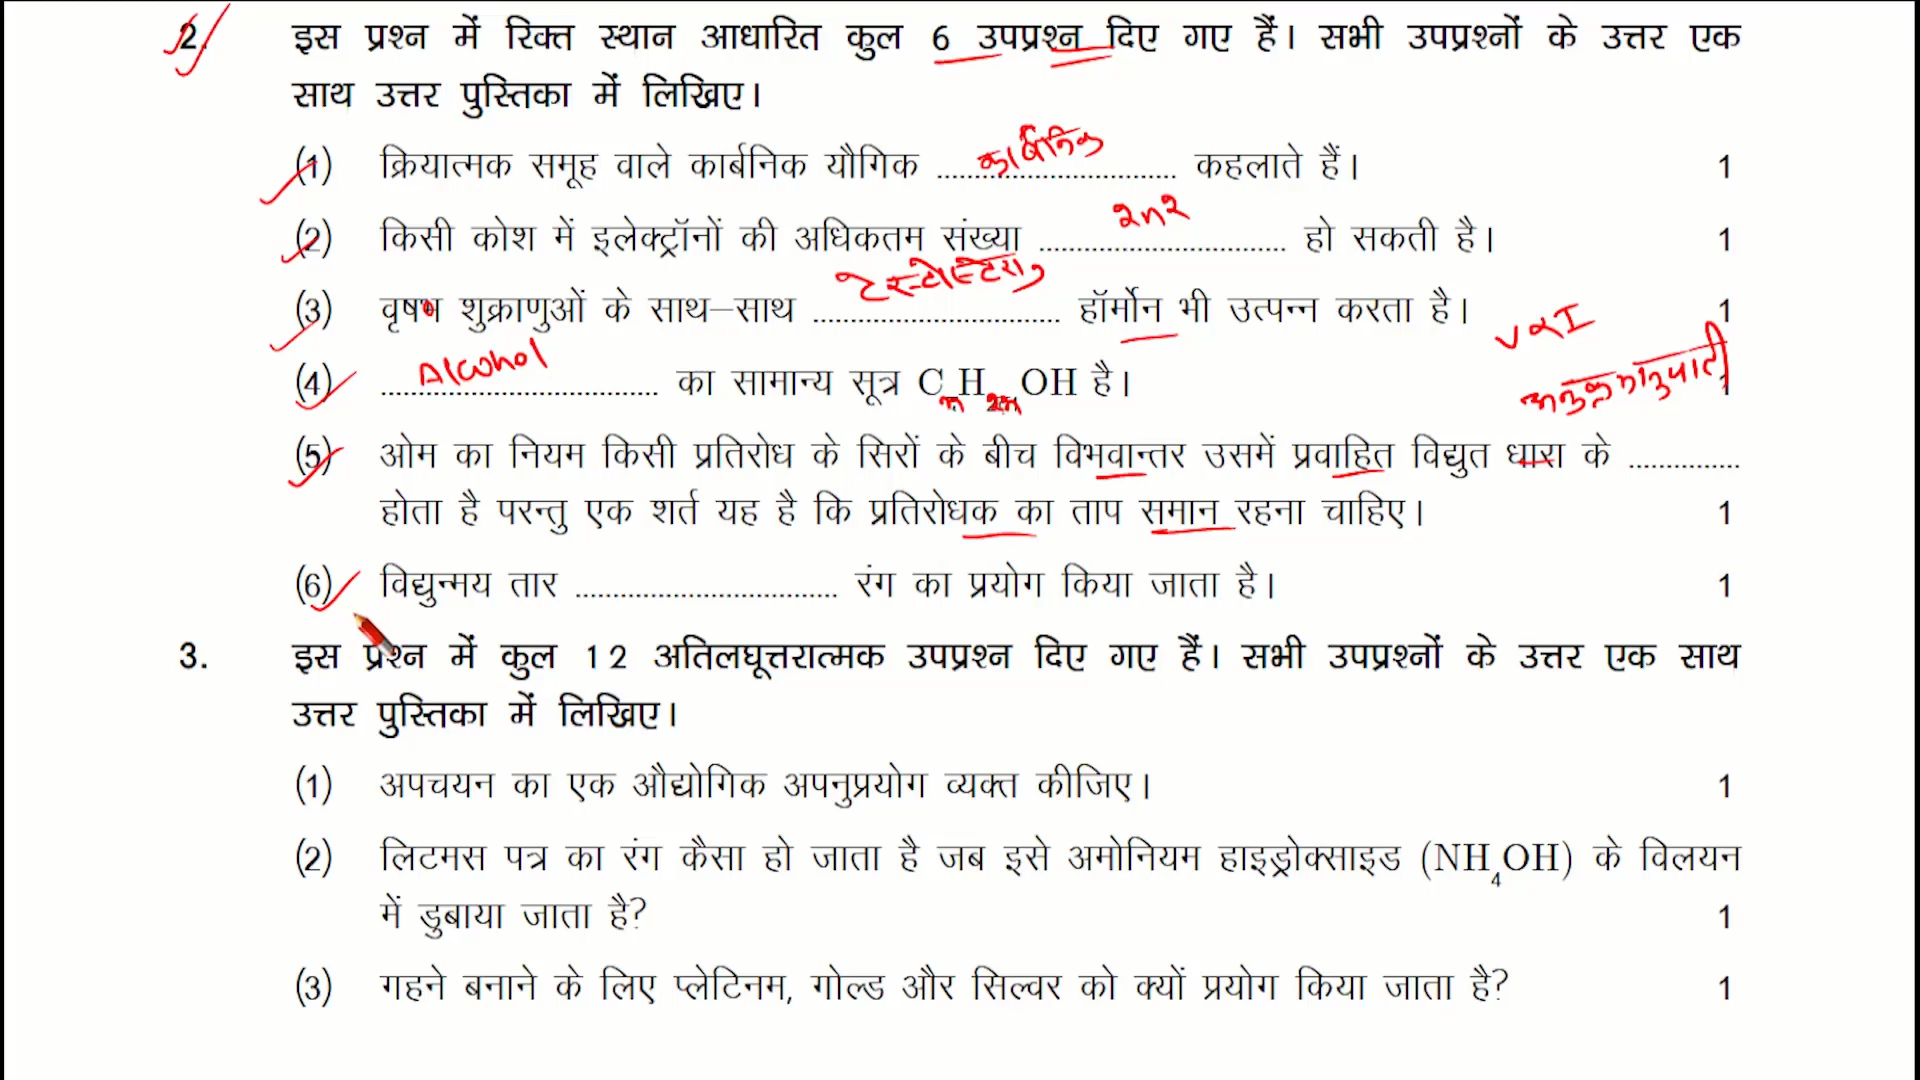 2. इस प्रश्न में रिक्त स्थान आधारित कुल 6 उपप्रश्न दिए गए हैं। सभी उपप्रश्नों के उत्तर एक
साथ उत्तर पुस्तिका में लिखिए।
(1) क्रियात्मक समूह वाले कार्बनिक यौगिक .......... कार्बनिक .......... कहलाते हैं। 1
(2) किसी कोश में इलेक्ट्रॉनों की अधिकतम संख्या .......... 2n2 .......... हो सकती है। 1
(3) वृषण शुक्राणुओं के साथ–साथ .......... .......... हॉर्मोन भी उत्पन्न करता है। 1
V α I
(4) .......... Alcohol .......... का सामान्य सूत्र CnH2n+1OH है। 1
(5) ओम का नियम किसी प्रतिरोध के सिरों के बीच विभवान्तर उसमें प्रवाहित विद्युत धारा के ...............
होता है परन्तु एक शर्त यह है कि प्रतिरोधक का ताप समान रहना चाहिए। 1
(6) विद्युन्मय तार .................... रंग का प्रयोग किया जाता है। 1
3. इस प्रश्न में कुल 12 अतिलघूत्तरात्मक उपप्रश्न दिए गए हैं। सभी उपप्रश्नों के उत्तर एक साथ
उत्तर पुस्तिका में लिखिए।
(1) अपचयन का एक औद्योगिक अपनुप्रयोग व्यक्त कीजिए। 1
(2) लिटमस पत्र का रंग कैसा हो जाता है जब इसे अमोनियम हाइड्रोक्साइड (NH4OH) के विलयन
में डुबाया जाता है? 1
(3) गहने बनाने के लिए प्लेटिनम, गोल्ड और सिल्वर को क्यों प्रयोग किया जाता है? 1